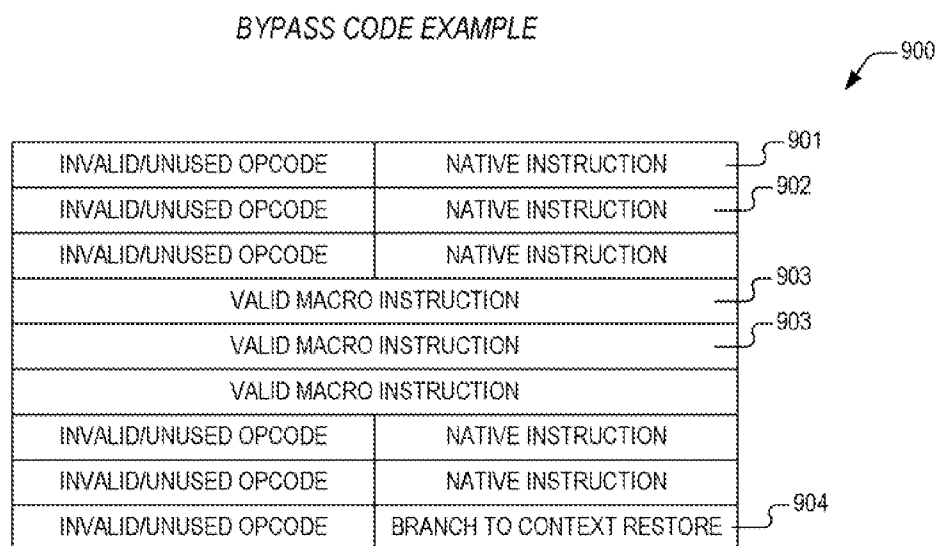 BYPASS CODE EXAMPLE
900
INVALID/UNUSED OPCODE NATIVE INSTRUCTION 901
INVALID/UNUSED OPCODE NATIVE INSTRUCTION 902
INVALID/UNUSED OPCODE NATIVE INSTRUCTION
VALID MACRO INSTRUCTION 903
VALID MACRO INSTRUCTION 903
VALID MACRO INSTRUCTION
INVALID/UNUSED OPCODE NATIVE INSTRUCTION
INVALID/UNUSED OPCODE NATIVE INSTRUCTION
INVALID/UNUSED OPCODE BRANCH TO CONTEXT RESTORE 904